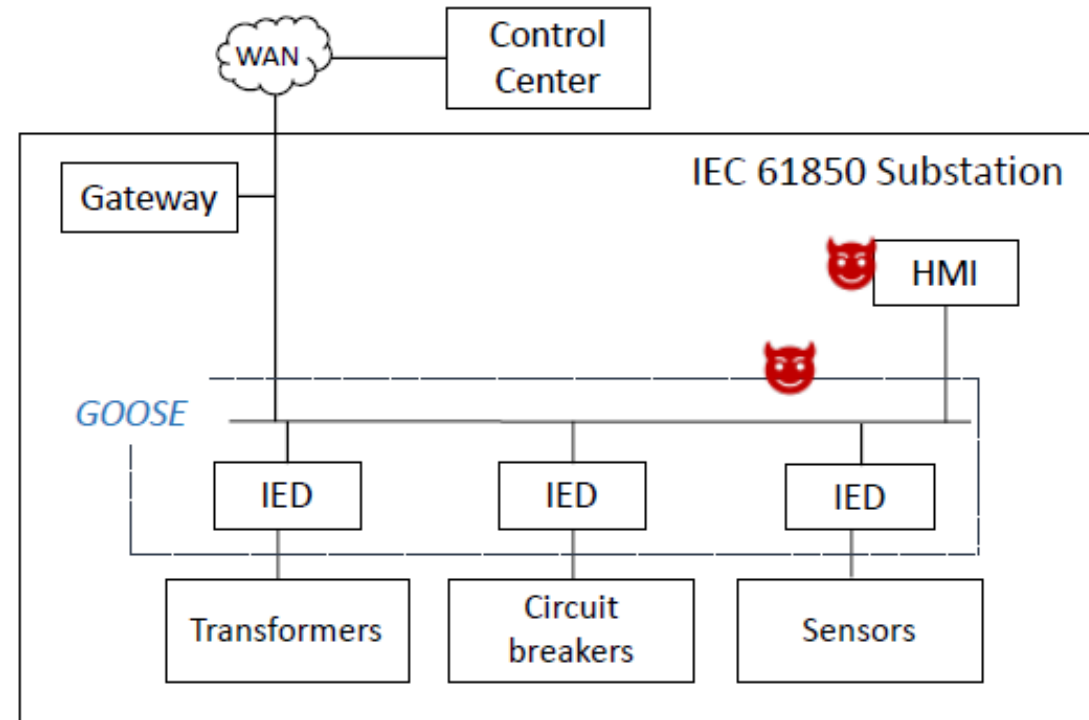 Control
Center
WAN
IEC 61850 Substation
Gateway
HMI
GOOSE
IED
IED
IED
Transformers
Circuit
breakers
Sensors